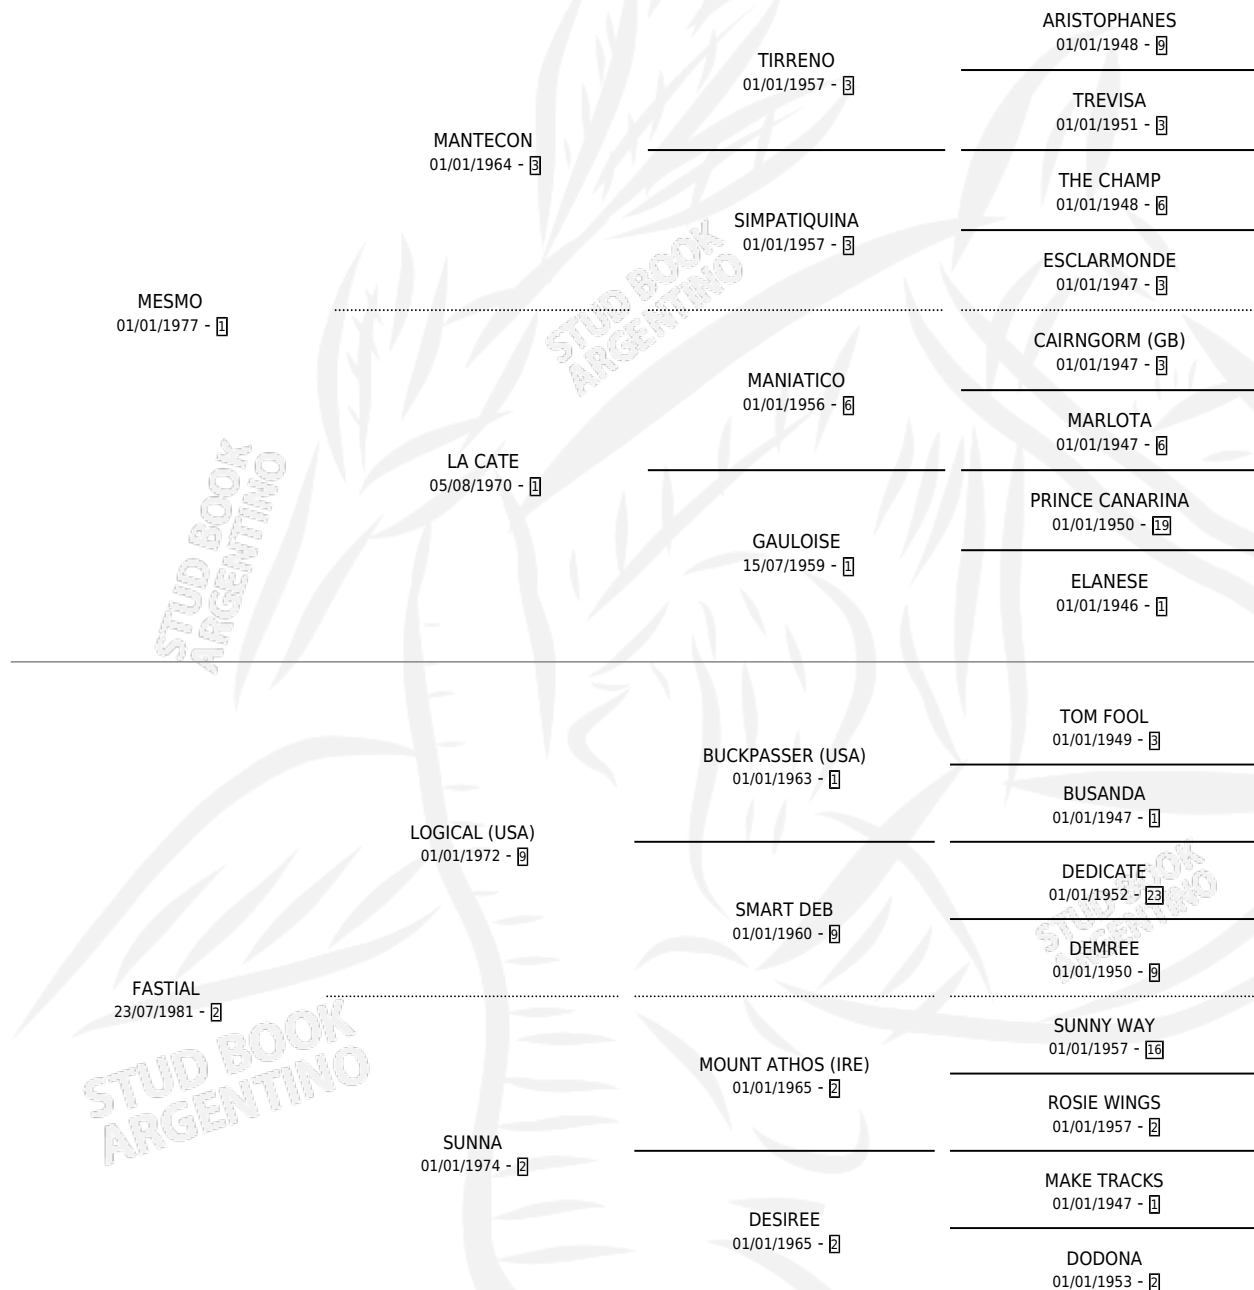 ARISTOPHANES
01/01/1948 - 9
TIRRENO
01/01/1957 - 3
TREVISA
01/01/1951 - 3
MANTECON
01/01/1964 - 3
THE CHAMP
01/01/1948 - 6
SIMPATIQUINA
01/01/1957 - 3
ESCLARMONDE
01/01/1947 - 3
MESMO
01/01/1977 - 1
STUD BOOK
ARGENTINO
CAIRNGORM (GB)
01/01/1947 - 3
MANIATICO
01/01/1956 - 6
MARLOTA
01/01/1947 - 6
LA CATE
05/08/1970 - 1
PRINCE CANARINA
01/01/1950 - 19
GAULOISE
15/07/1959 - 1
ELANESE
01/01/1946 - 1
STUD BOOK
ARGENTINO
TOM FOOL
01/01/1949 - 3
BUCKPASSER (USA)
01/01/1963 - 1
BUSANDA
01/01/1947 - 1
LOGICAL (USA)
01/01/1972 - 9
DEDICATE
01/01/1952 - 23
SMART DEB
01/01/1960 - 9
STUD BOOK
ARGENTINO
DEMREE
01/01/1950 - 9
FASTIAL
23/07/1981 - 2
SUNNY WAY
01/01/1957 - 16
MOUNT ATHOS (IRE)
01/01/1965 - 2
STUD BOOK
ARGENTINO
ROSIE WINGS
01/01/1957 - 2
SUNNA
01/01/1974 - 2
MAKE TRACKS
01/01/1947 - 1
DESIREE
01/01/1965 - 2
DODONA
01/01/1953 - 2